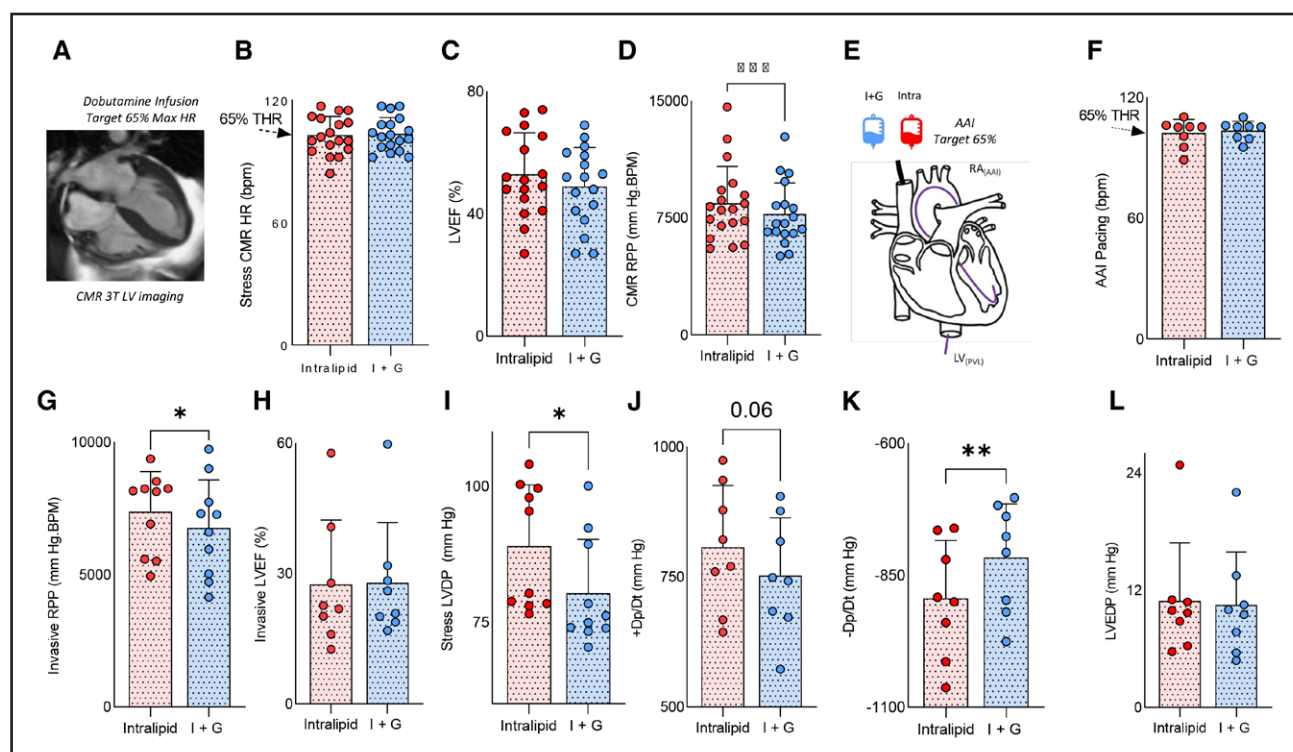 A
Dobutamine Infusion
Target 65% Max HR
CMR 3T LV imaging
B
65% THR
Stress CMR HR (bpm)
120
60
0
Intralipid I + G
C
LVEF (%)
80
40
0
Intralipid I + G
D
CMR RPP (mm Hg.BPM)
15000
7500
0
Intralipid I + G
E
I+G Intra
AAI
Target 65%
RA(AAI)
LV(PVL)
F
65% THR
AAI Pacing (bpm)
120
60
0
Intralipid I + G
G
*
Invasive RPP (mm Hg.BPM)
10000
5000
0
Intralipid I + G
H
Invasive LVEF (%)
60
30
0
Intralipid I + G
I
*
Stress LVDP (mm Hg)
100
75
Intralipid I + G
J
0.06
+Dp/Dt (mm Hg)
1000
750
500
Intralipid I + G
K
**
-Dp/Dt (mm Hg)
-600
-850
-1100
Intralipid I + G
L
LVEDP (mm Hg)
24
12
0
Intralipid I + G